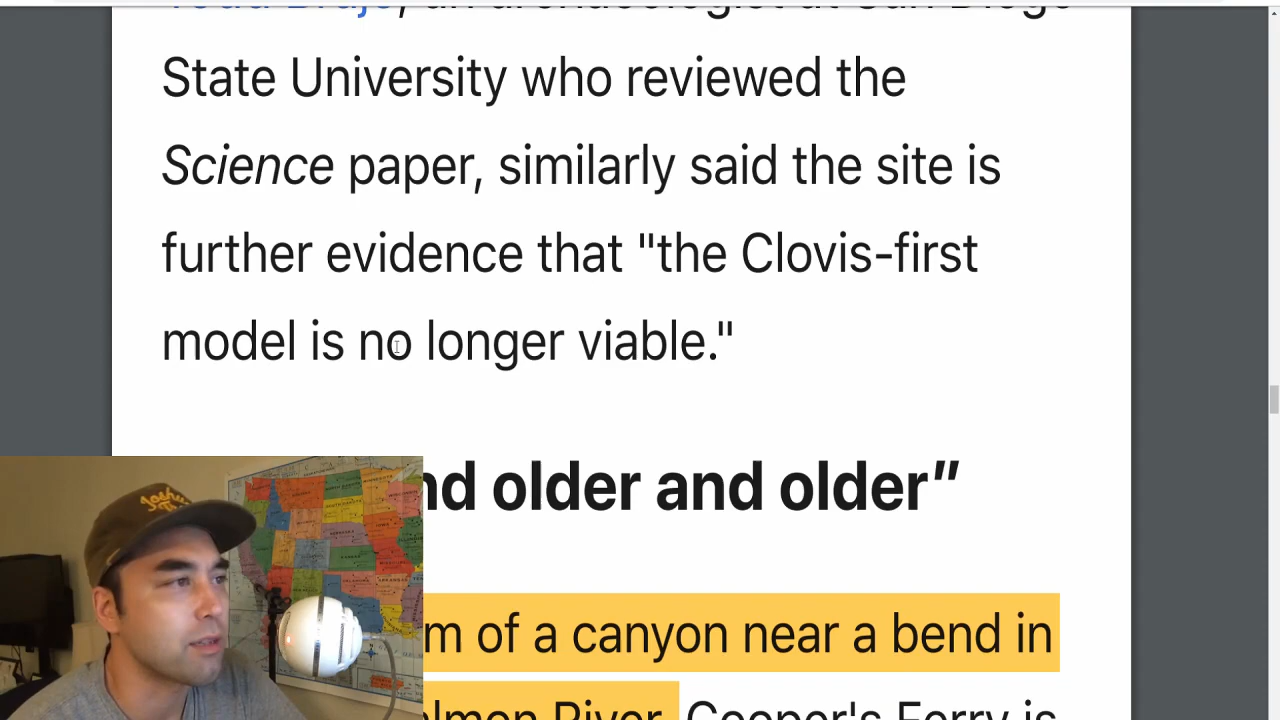 State University who reviewed the
Science paper, similarly said the site is
further evidence that "the Clovis-first
model is no longer viable."
older and older"
of a canyon near a bend in
River, Cooper's Ferry is